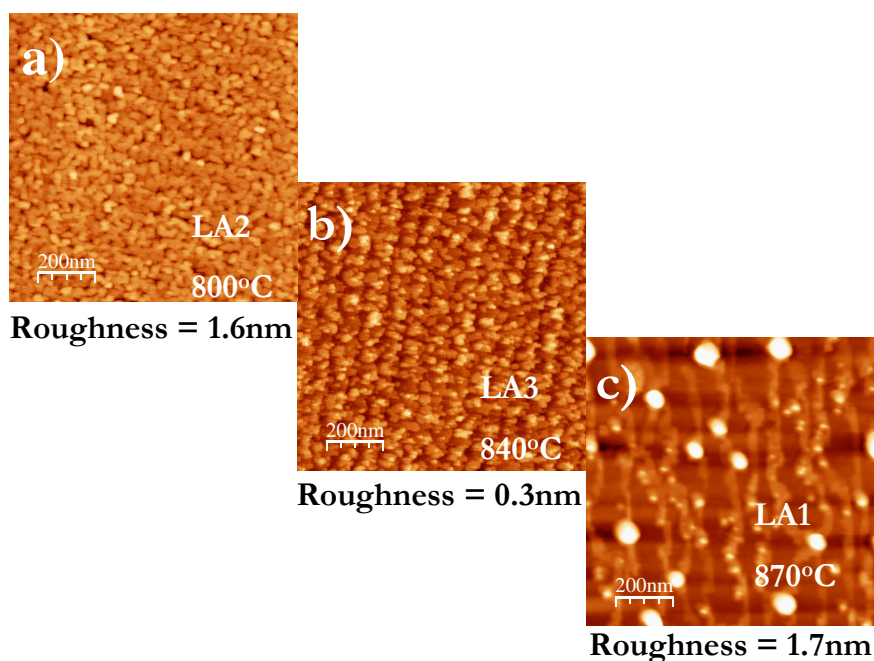 a)
LA2
200nm
800°C
Roughness = 1.6nm
b)
LA3
200nm
840°C
Roughness = 0.3nm
c)
LA1
870°C
200nm
Roughness = 1.7nm